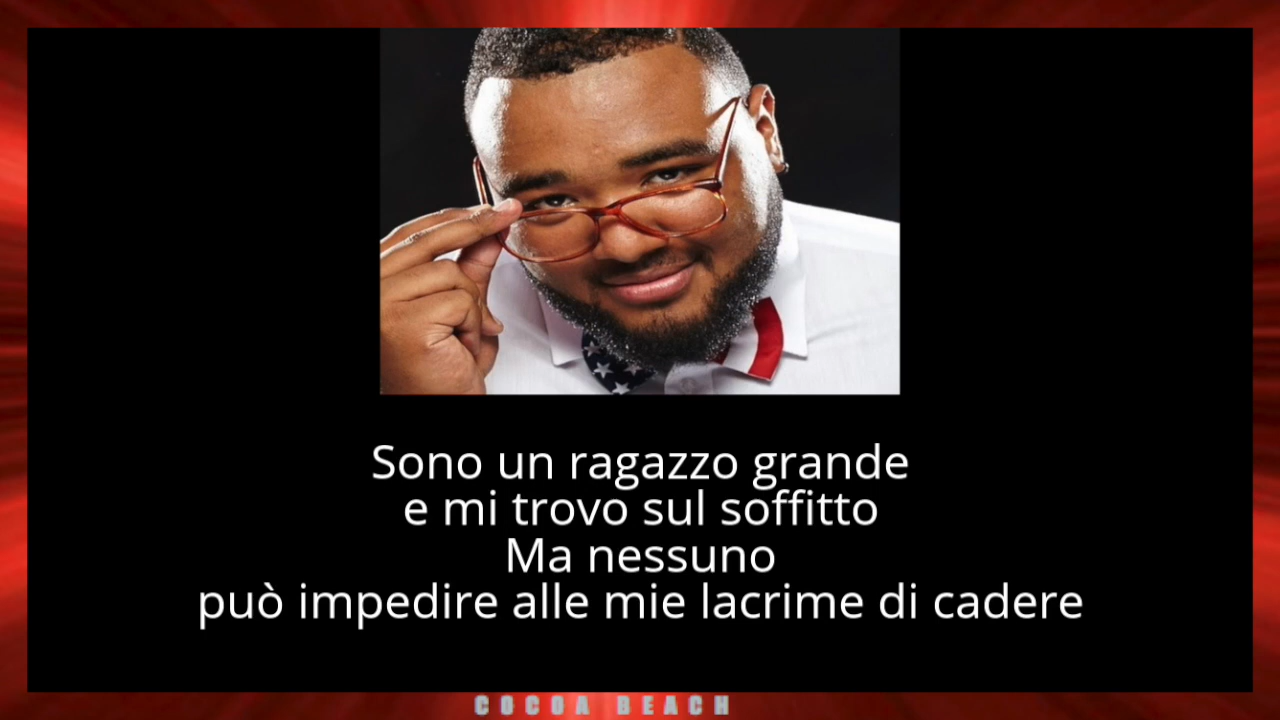 Sono un ragazzo grande
e mi trovo sul soffitto
Ma nessuno
può impedire alle mie lacrime di cadere
COCOA BEACH